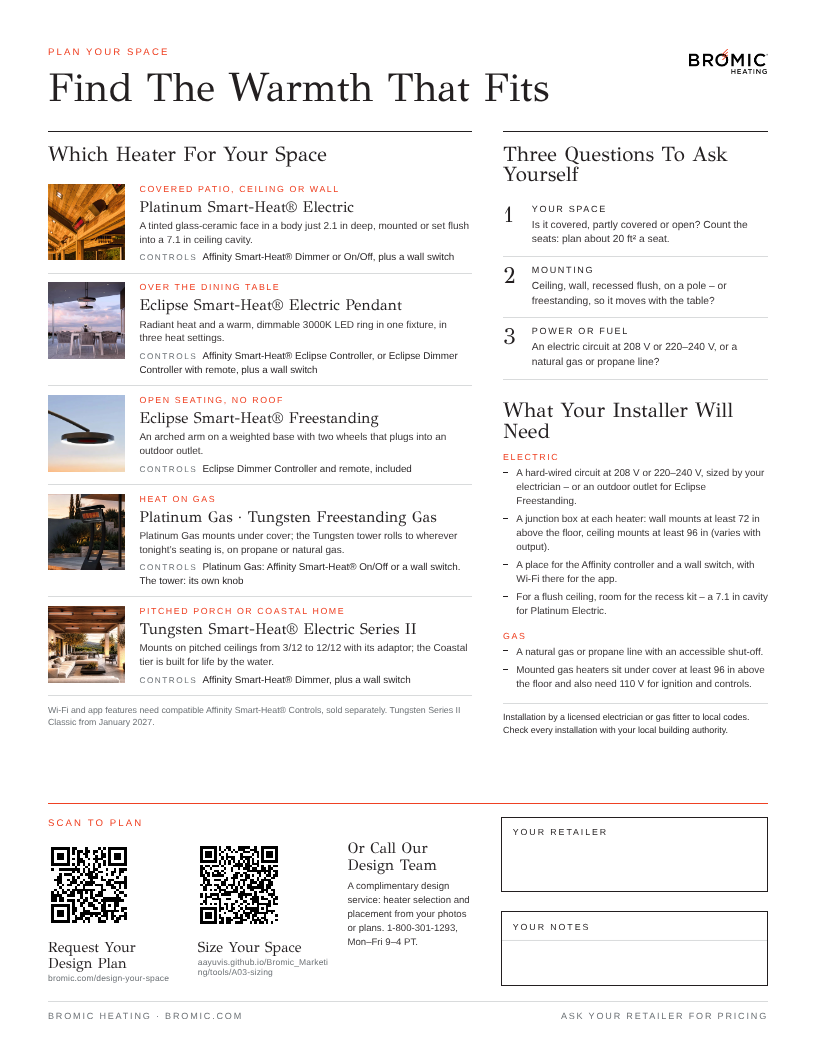 PLAN YOUR SPACE
Find The Warmth That Fits
BROMIC
HEATING
Which Heater For Your Space
COVERED PATIO, CEILING OR WALL
Platinum Smart-Heat® Electric
A tinted glass-ceramic face in a body just 2.1 in deep, mounted or set flush
into a 7.1 in ceiling cavity.
CONTROLS Affinity Smart-Heat® Dimmer or On/Off, plus a wall switch
OVER THE DINING TABLE
Eclipse Smart-Heat® Electric Pendant
Radiant heat and a warm, dimmable 3000K LED ring in one fixture, in
three heat settings.
CONTROLS Affinity Smart-Heat® Eclipse Controller, or Eclipse Dimmer
Controller with remote, plus a wall switch
OPEN SEATING, NO ROOF
Eclipse Smart-Heat® Freestanding
An arched arm on a weighted base with two wheels that plugs into an
outdoor outlet.
CONTROLS Eclipse Dimmer Controller and remote, included
HEAT ON GAS
Platinum Gas · Tungsten Freestanding Gas
Platinum Gas mounts under cover; the Tungsten tower rolls to wherever
tonight's seating is, on propane or natural gas.
CONTROLS Platinum Gas: Affinity Smart-Heat® On/Off or a wall switch.
The tower: its own knob
PITCHED PORCH OR COASTAL HOME
Tungsten Smart-Heat® Electric Series II
Mounts on pitched ceilings from 3/12 to 12/12 with its adaptor; the Coastal
tier is built for life by the water.
CONTROLS Affinity Smart-Heat® Dimmer, plus a wall switch
Wi-Fi and app features need compatible Affinity Smart-Heat® Controls, sold separately. Tungsten Series II
Classic from January 2027.
Three Questions To Ask
Yourself
1 YOUR SPACE
Is it covered, partly covered or open? Count the
seats: plan about 20 ft² a seat.
2 MOUNTING
Ceiling, wall, recessed flush, on a pole – or
freestanding, so it moves with the table?
3 POWER OR FUEL
An electric circuit at 208 V or 220–240 V, or a
natural gas or propane line?
What Your Installer Will
Need
ELECTRIC
– A hard-wired circuit at 208 V or 220–240 V, sized by your
electrician – or an outdoor outlet for Eclipse
Freestanding.
– A junction box at each heater: wall mounts at least 72 in
above the floor, ceiling mounts at least 96 in (varies with
output).
– A place for the Affinity controller and a wall switch, with
Wi-Fi there for the app.
– For a flush ceiling, room for the recess kit – a 7.1 in cavity
for Platinum Electric.
GAS
– A natural gas or propane line with an accessible shut-off.
– Mounted gas heaters sit under cover at least 96 in above
the floor and also need 110 V for ignition and controls.
Installation by a licensed electrician or gas fitter to local codes.
Check every installation with your local building authority.
SCAN TO PLAN
Request Your
Design Plan
bromic.com/design-your-space
Size Your Space
aayuvis.github.io/Bromic_Marketi
ng/tools/A03-sizing
Or Call Our
Design Team
A complimentary design
service: heater selection and
placement from your photos
or plans. 1-800-301-1293,
Mon–Fri 9–4 PT.
YOUR RETAILER
YOUR NOTES
BROMIC HEATING · BROMIC.COM
ASK YOUR RETAILER FOR PRICING